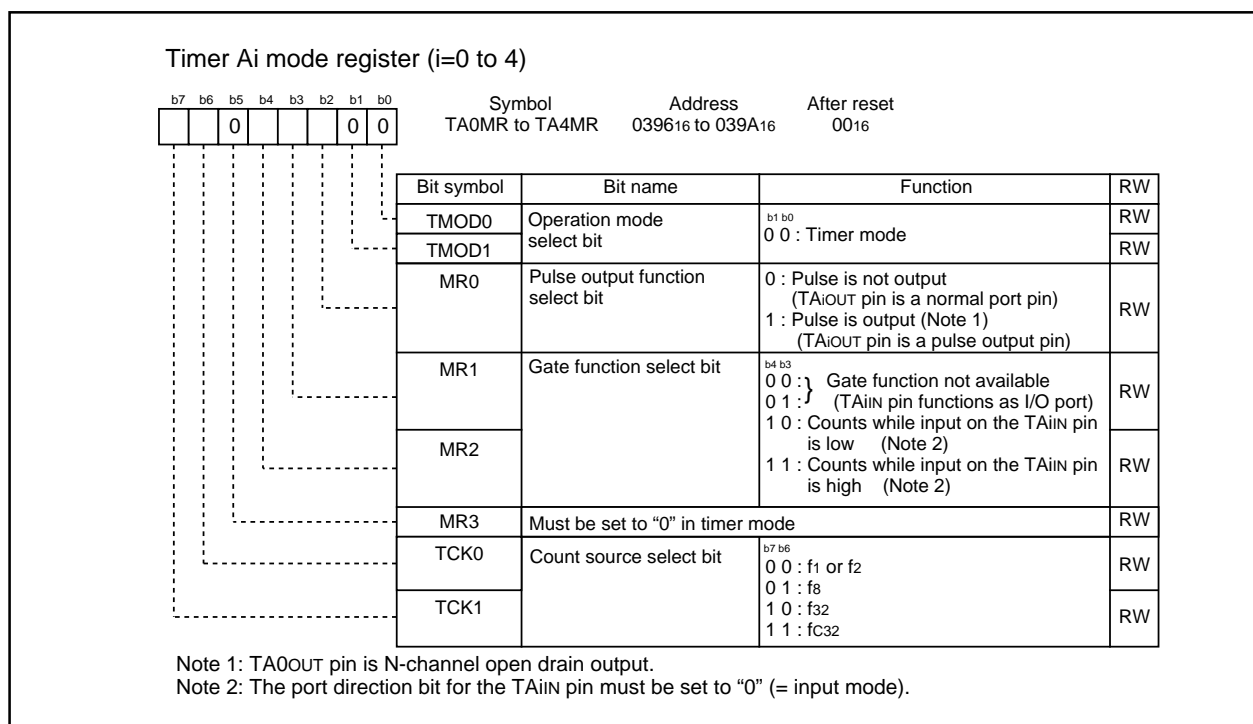 Timer Ai mode register (i=0 to 4)
b7 b6 b5 b4 b3 b2 b1 b0
0 0 0
Symbol Address After reset
TA0MR to TA4MR 039616 to 039A16 0016
Bit symbol Bit name Function RW
TMOD0 Operation mode select bit b1 b0 RW
TMOD1 0 0 : Timer mode RW
MR0 Pulse output function select bit 0 : Pulse is not output
(TAiOUT pin is a normal port pin)
1 : Pulse is output (Note 1)
(TAiOUT pin is a pulse output pin) RW
MR1 Gate function select bit b4 b3
0 0 : } Gate function not available
0 1 : (TAiIN pin functions as I/O port) RW
1 0 : Counts while input on the TAiIN pin
is low (Note 2)
MR2 1 1 : Counts while input on the TAiIN pin RW
is high (Note 2)
MR3 Must be set to “0” in timer mode RW
TCK0 Count source select bit b7 b6
0 0 : f1 or f2 RW
0 1 : f8
TCK1 1 0 : f32 RW
1 1 : fC32
Note 1: TA0OUT pin is N-channel open drain output.
Note 2: The port direction bit for the TAiIN pin must be set to “0” (= input mode).